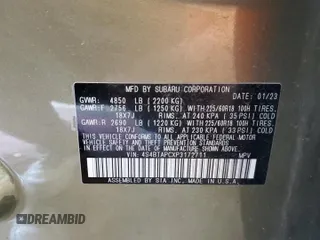 MFD BY SUBARU CORPORATION 01/23
GVWR: 4850 LB (2200 KG)
GAWR:F 2756 LB (1250 KG) WITH 225/60R18 100H TIRES,
18X7J RIMS, AT 240 KPA (35 PSI) COLD
GAWR:R 2690 LB (1220 KG) WITH 225/60R18 100H TIRES,
18X7J RIMS, AT 230 KPA (33 PSI) COLD
THIS VEHICLE CONFORMS TO ALL APPLICABLE FEDERAL MOTOR
VEHICLE SAFETY, BUMPER, AND THEFT PREVENTION STANDARDS
IN EFFECT ON THE DATE OF MANUFACTURE SHOWN ABOVE.
VIN: MPV
ASSEMBLED BY SIA INC. MADE IN U.S.A.
DREAMBID